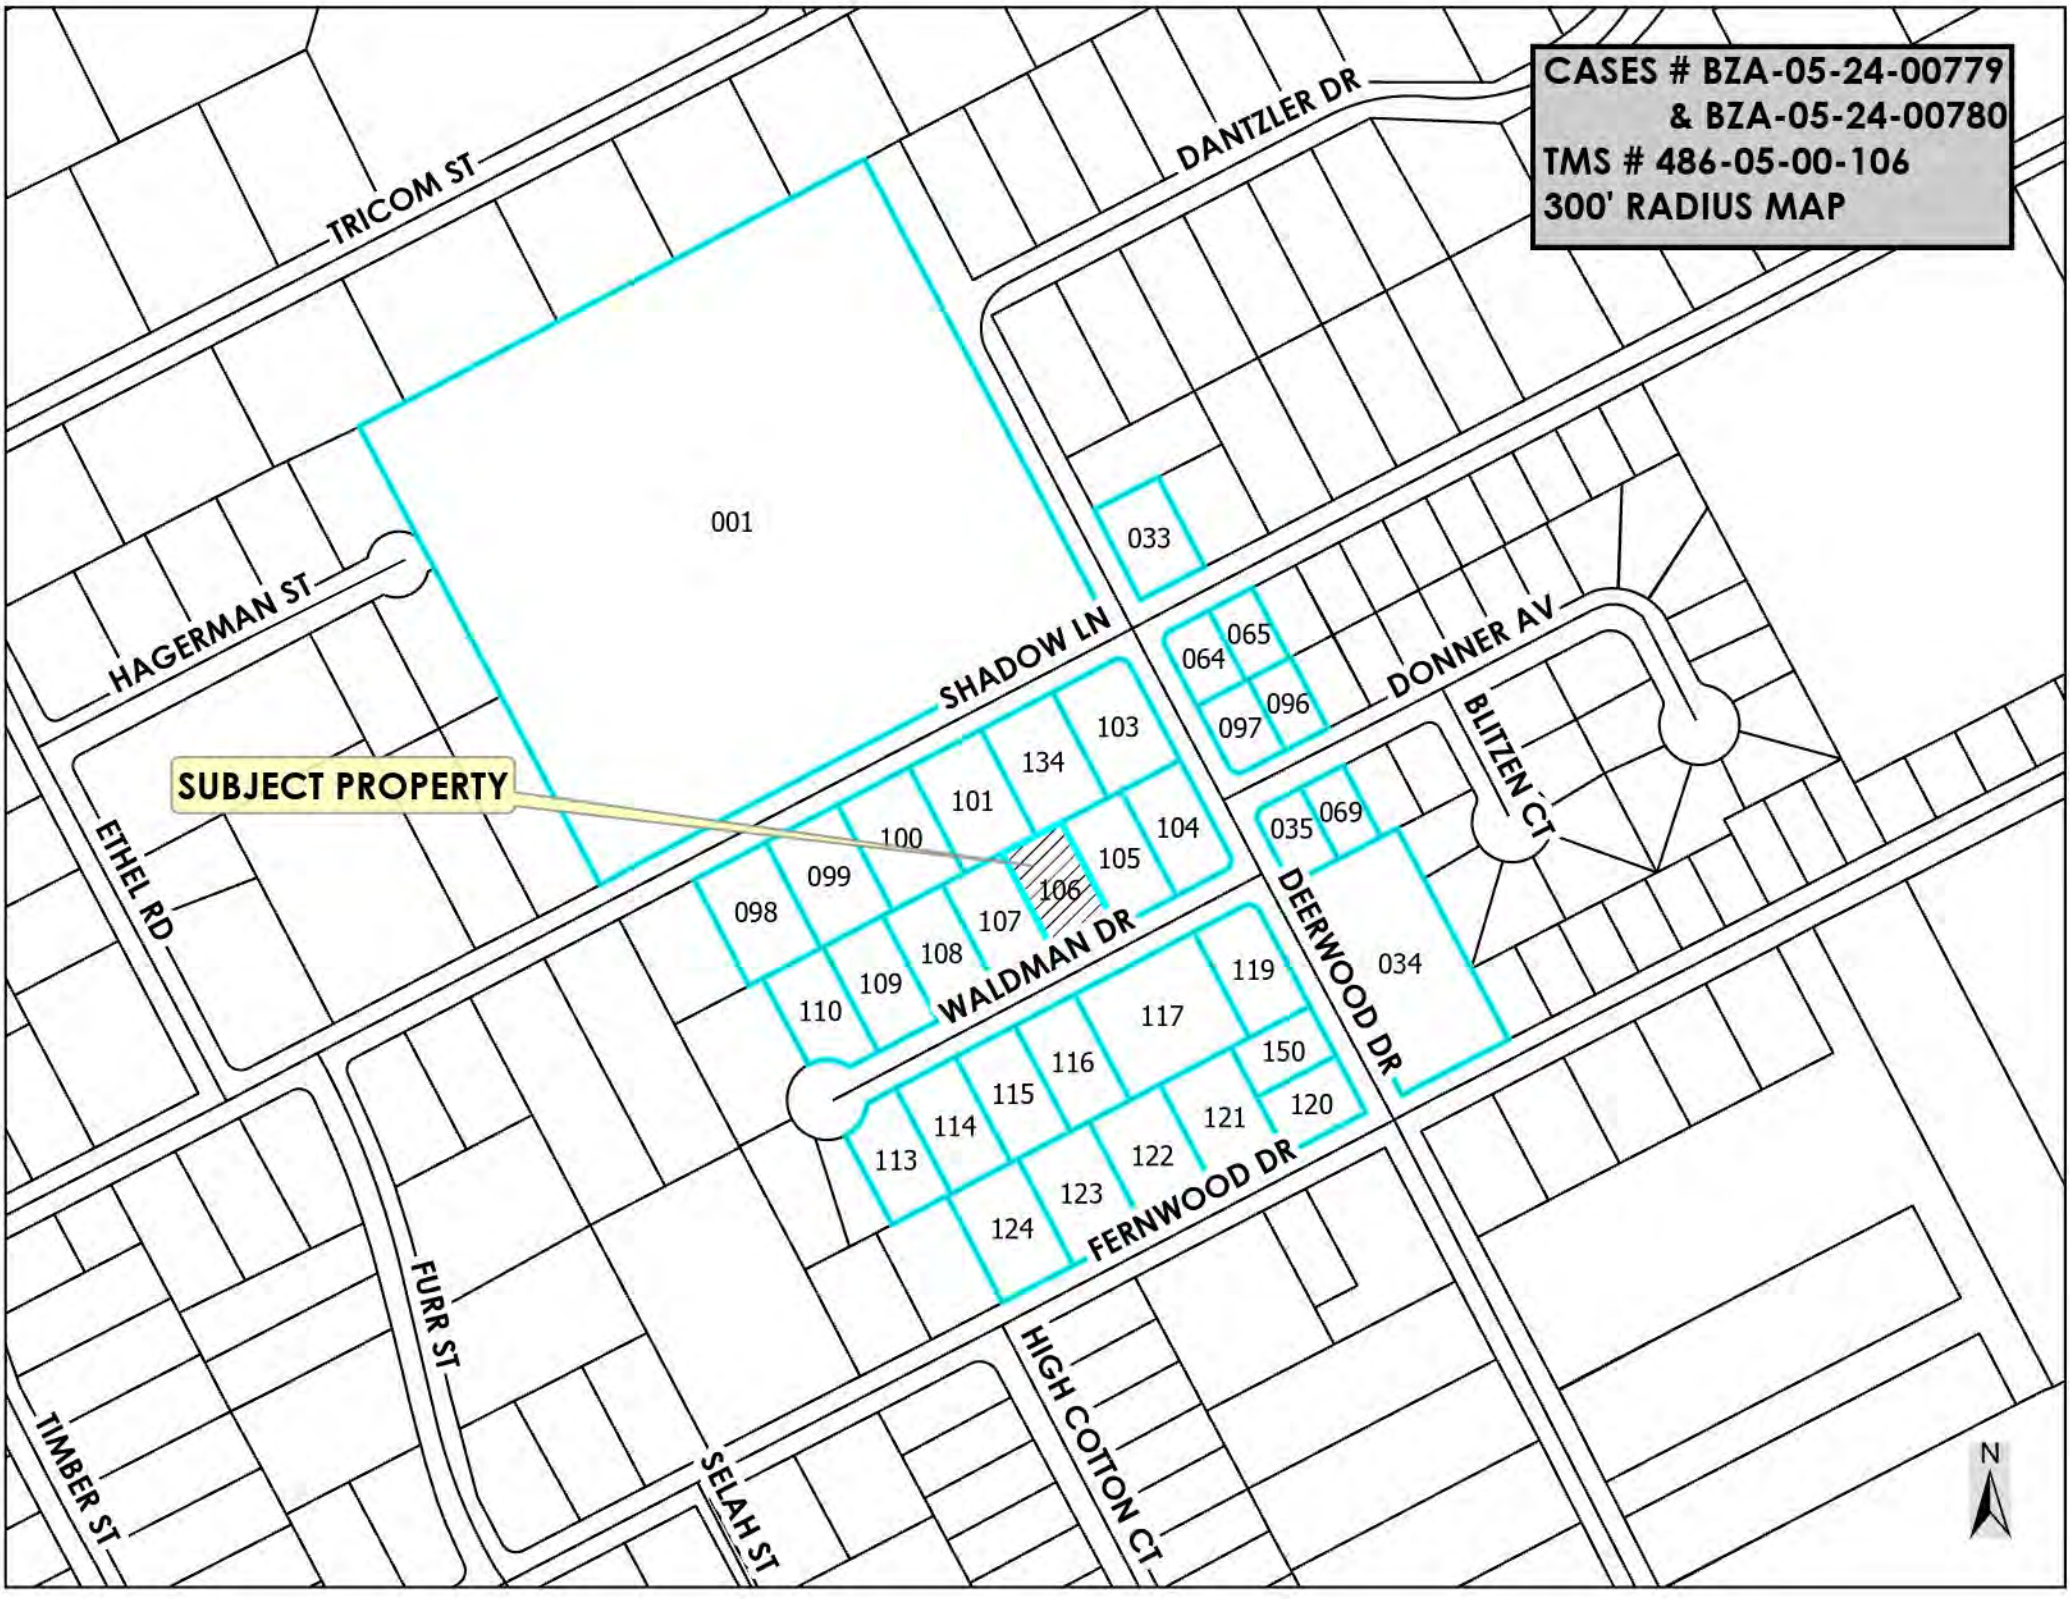 CASES # BZA-05-24-00779
& BZA-05-24-00780
TMS # 486-05-00-106
300' RADIUS MAP
DANTZLER DR
TRICOM ST
001
033
HAGERMAN ST
SHADOW LN
065
064
DONNER AV
096
097
103
134
BLITZEN CT
SUBJECT PROPERTY
101
100
069
035
104
105
099
106
ETHEL RD
098
107
DEERWOOD DR
WALDMAN DR
108
034
119
109
110
117
150
116
115
120
121
114
122
113
123
FERNWOOD DR
124
FURR ST
HIGH COTTON CT
TIMBER ST
SELAH ST
N